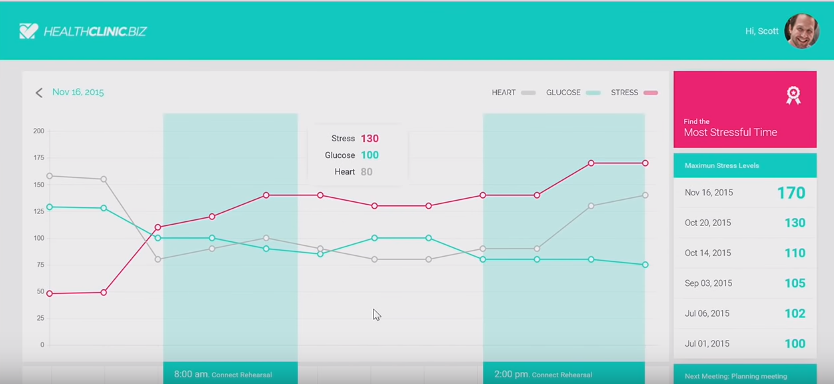 HEALTHCLINIC.BIZ
Hi, Scott
Nov 16, 2015
HEART GLUCOSE STRESS
200
175
150
125
100
75
50
25
0
Stress 130
Glucose 100
Heart 80
8:00 am. Connect Rehearsal
2:00 pm. Connect Rehearsal
Find the
Most Stressful Time
Maximun Stress Levels
Nov 16, 2015 170
Oct 20, 2015 130
Oct 14, 2015 110
Sep 03, 2015 105
Jul 06, 2015 102
Jul 01, 2015 100
Next Meeting: Planning meeting